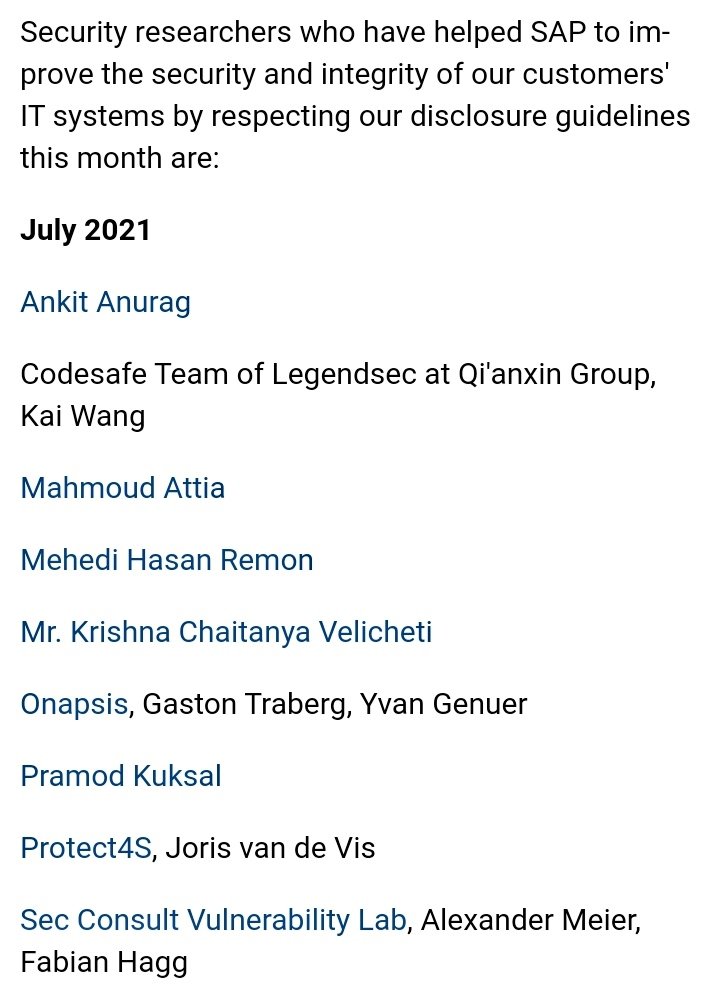 Security researchers who have helped SAP to im-
prove the security and integrity of our customers'
IT systems by respecting our disclosure guidelines
this month are:
July 2021
Ankit Anurag
Codesafe Team of Legendsec at Qi'anxin Group,
Kai Wang
Mahmoud Attia
Mehedi Hasan Remon
Mr. Krishna Chaitanya Velicheti
Onapsis, Gaston Traberg, Yvan Genuer
Pramod Kuksal
Protect4S, Joris van de Vis
Sec Consult Vulnerability Lab, Alexander Meier,
Fabian Hagg